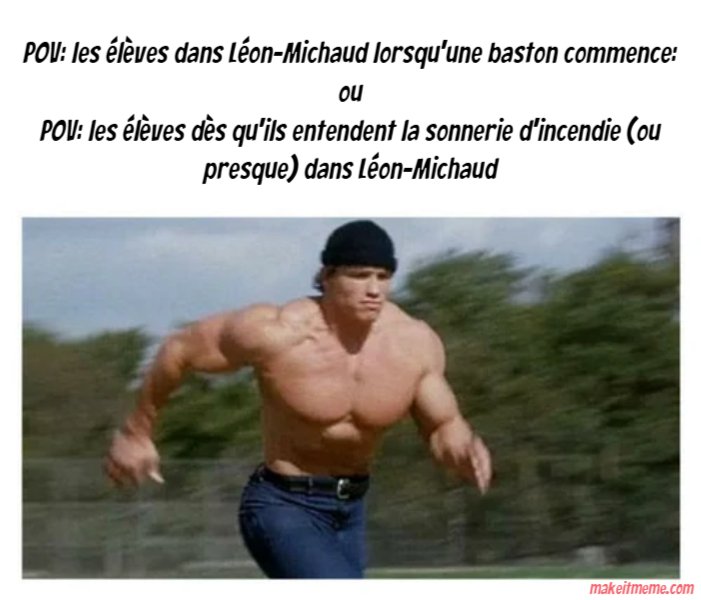 POV: les élèves dans Léon-Michaud lorsqu'une baston commence:
ou
POV: les élèves dès qu'ils entendent la sonnerie d'incendie (ou
presque) dans Léon-Michaud
makeitmeme.com